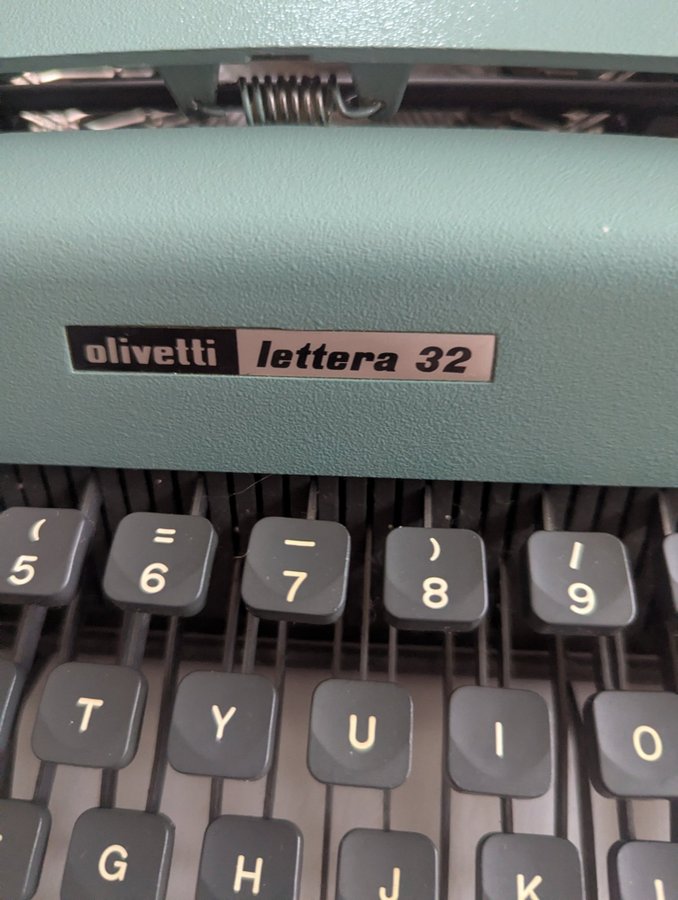 olivetti lettera 32
( = — ) /
5 6 7 8 9
T Y U I O
G H J K